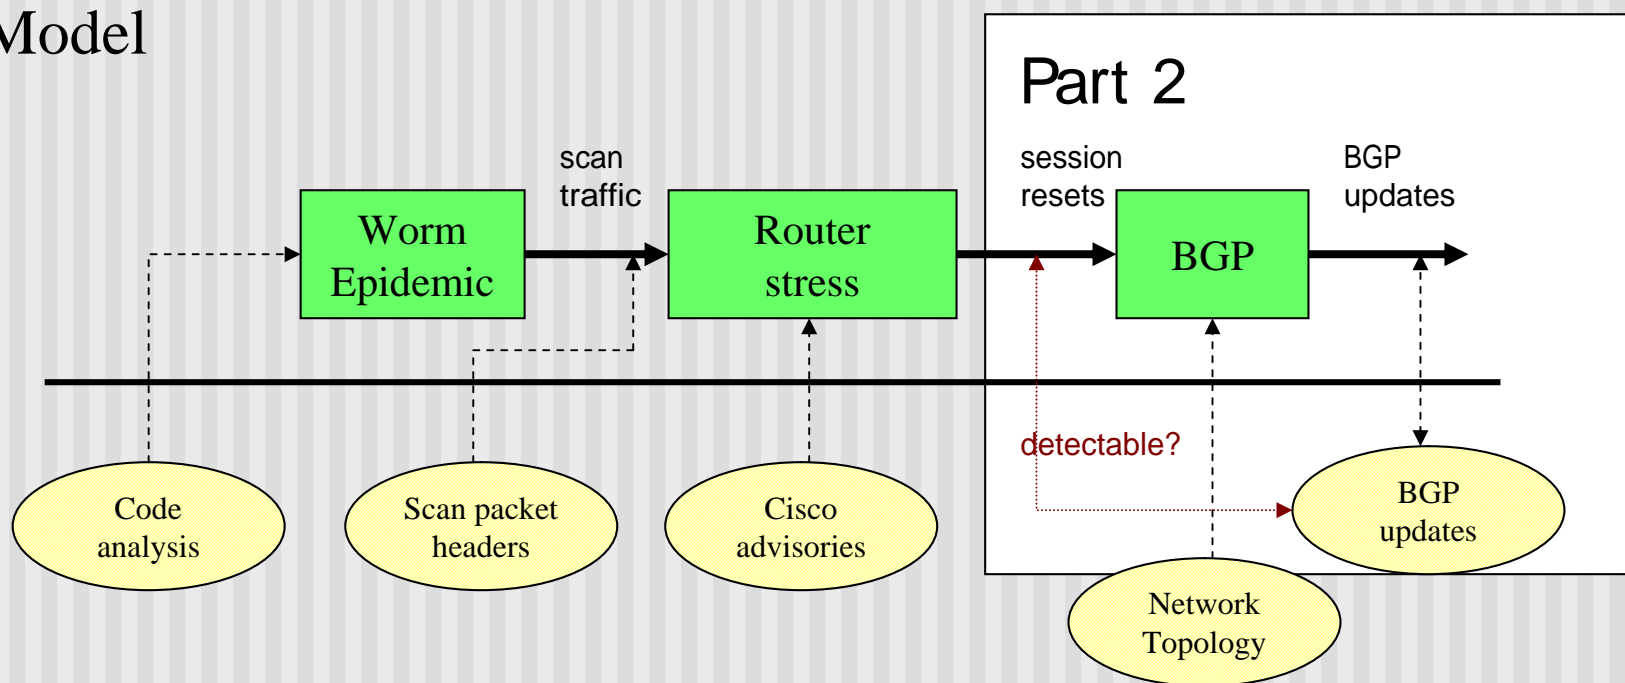 Model
Part 2
scan
traffic
session
resets
BGP
updates
Worm
Epidemic
Router
stress
BGP
detectable?
Code
analysis
Scan packet
headers
Cisco
advisories
BGP
updates
Network
Topology